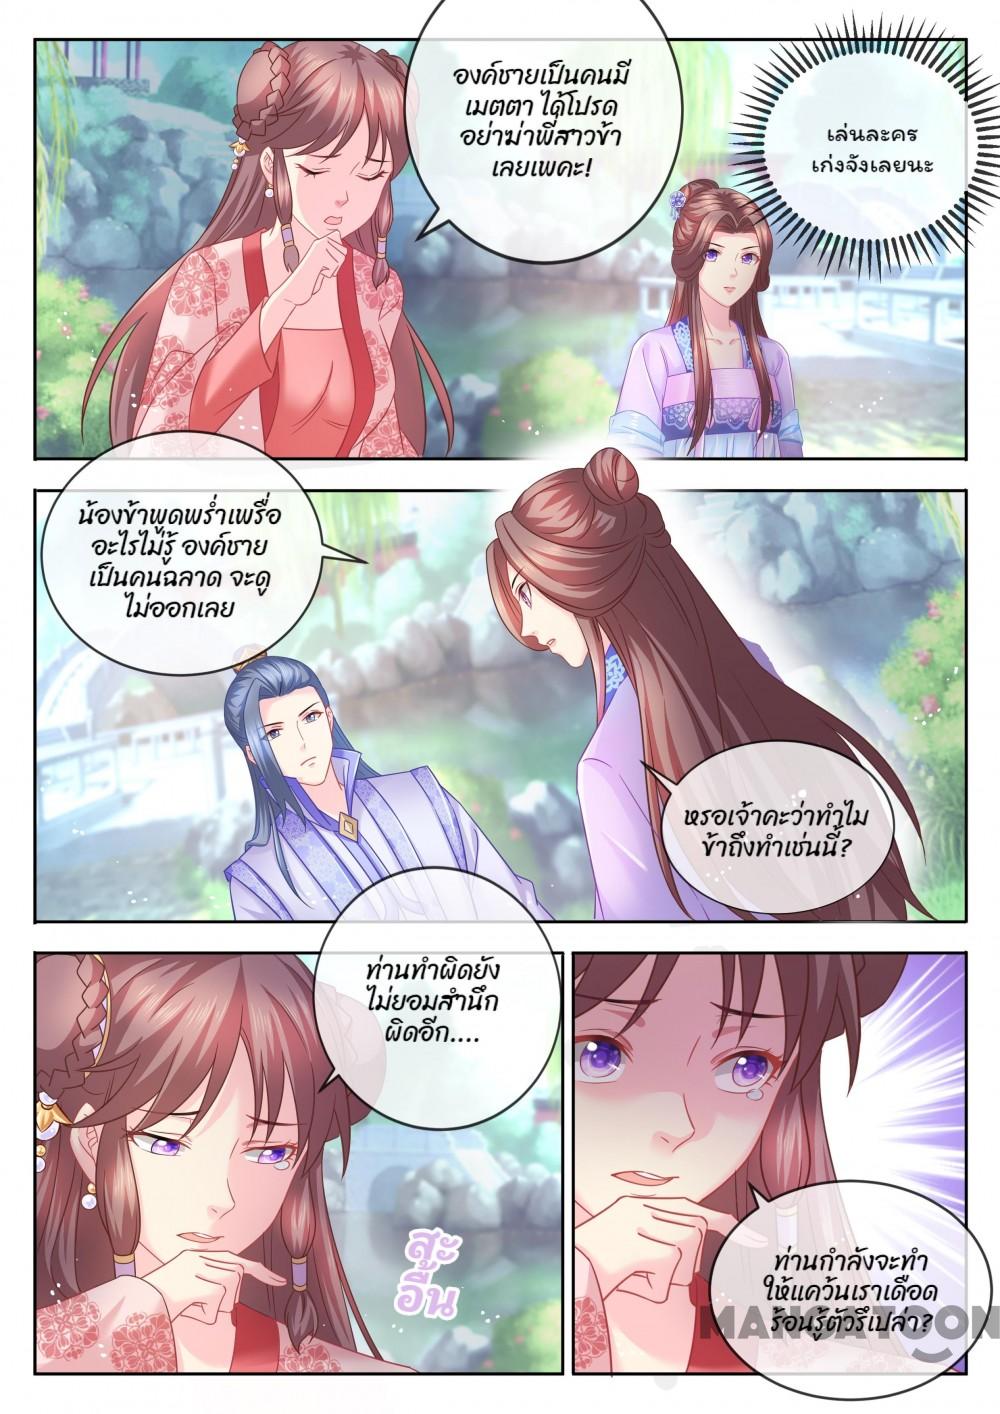 องค์ชายเป็นคนมี
เมตตา ได้โปรด
อย่าฆ่าพี่สาวข้า
เลยเพคะ!
เล่นละคร
เก่งจังเลยนะ
น้องข้าพูดพร่ำเพรื่อ
อะไรไม่รู้ องค์ชาย
เป็นคนฉลาด จะดู
ไม่ออกเลย
หรอเจ้าคะว่าทำไม
ข้าถึงทำเช่นนี้?
ท่านทำผิดยัง
ไม่ยอมสำนึก
ผิดอีก....
สะ
อื้น
ท่านกำลังจะทำ
ให้แคว้นเราเดือด
ร้อนรู้ตัวรึเปล่า?
MANGATOON